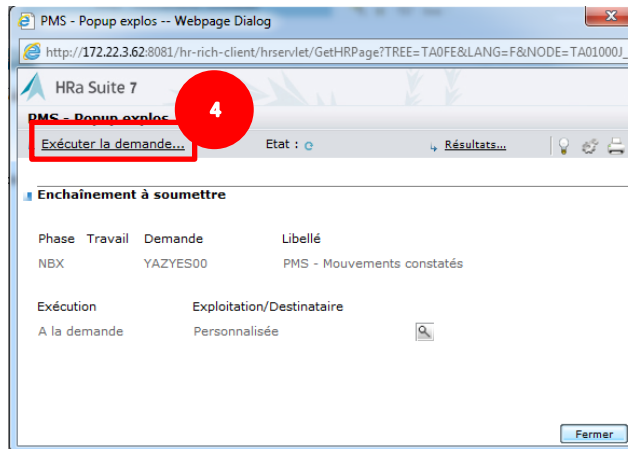 PMS - Popup explos -- Webpage Dialog
http://172.22.3.62:8081/hr-rich-client/hrservlet/GetHRPage?TREE=TA0FE&LANG=F&NODE=TA01000J_
HRa Suite 7
4
PMS - Popup explos
Exécuter la demande... Etat : Résultats...
Enchaînement à soumettre
Phase Travail Demande Libellé
NBX YAZYES00 PMS - Mouvements constatés
Exécution Exploitation/Destinataire
A la demande Personnalisée
Fermer